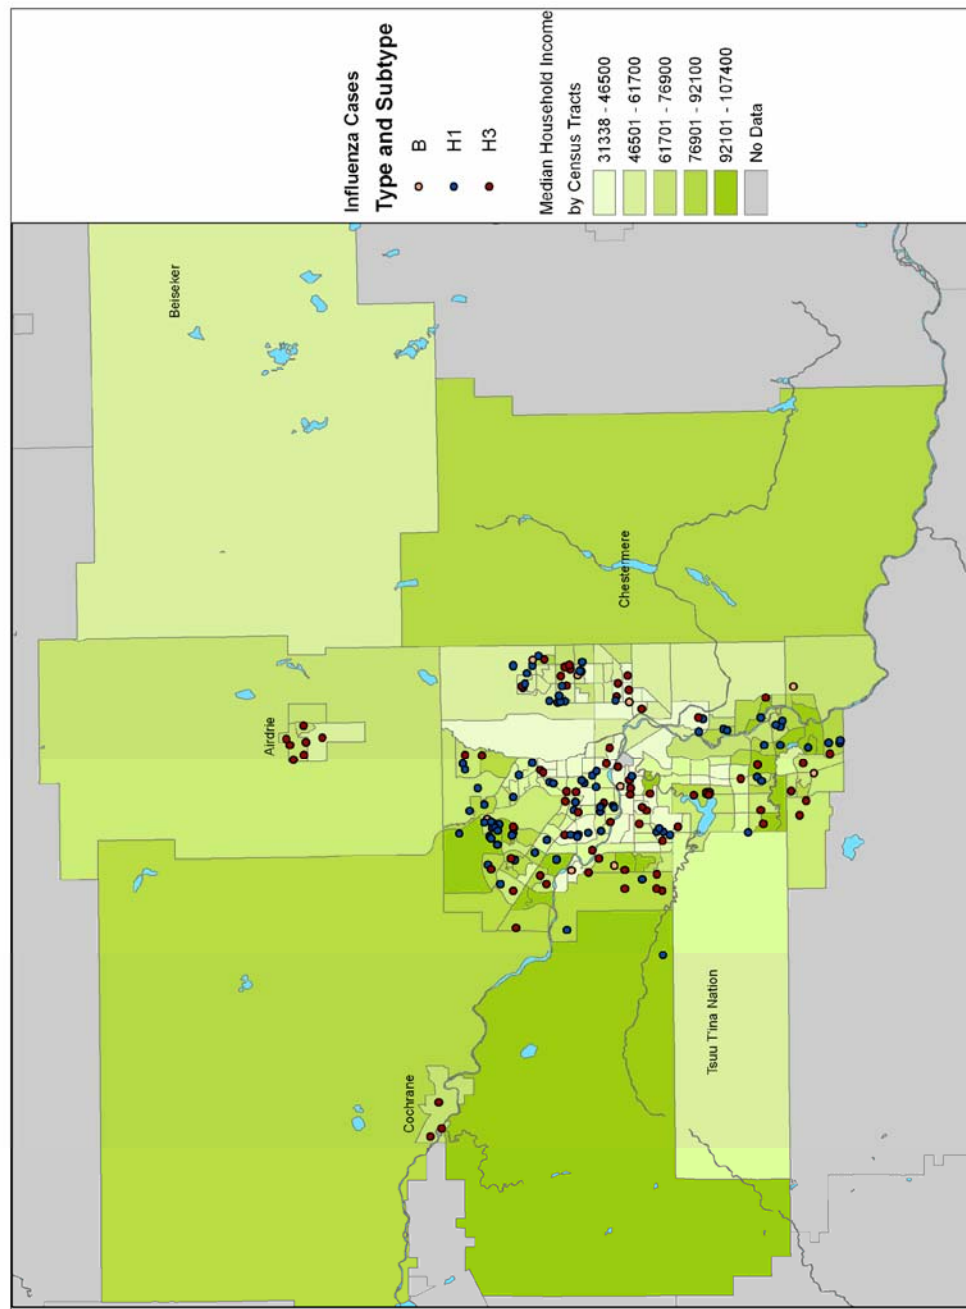 Influenza Cases
Type and Subtype
B
H1
H3
Median Household Income
by Census Tracts
31338 - 46500
46501 - 61700
61701 - 76900
76901 - 92100
92101 - 107400
No Data
Beiseker
Airdrie
Chestermere
Cochrane
Tsuu T'ina Nation